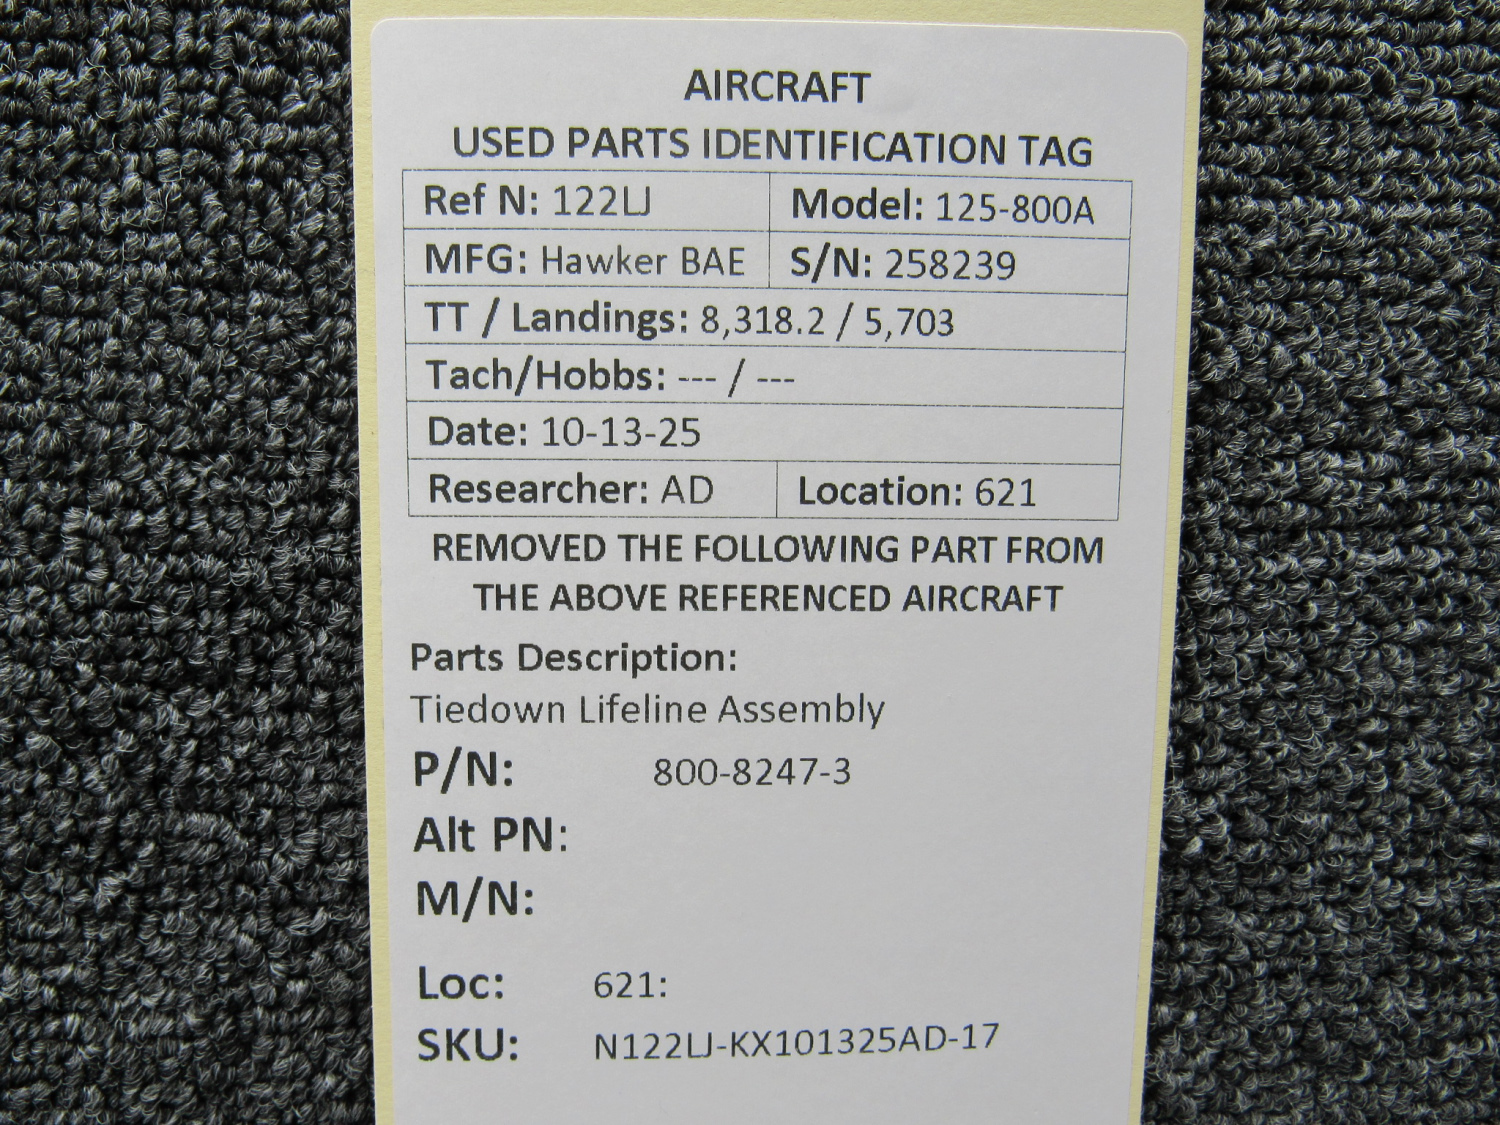 AIRCRAFT
USED PARTS IDENTIFICATION TAG
Ref N: 122LJ Model: 125-800A
MFG: Hawker BAE S/N: 258239
TT / Landings: 8,318.2 / 5,703
Tach/Hobbs: --- / ---
Date: 10-13-25
Researcher: AD Location: 621
REMOVED THE FOLLOWING PART FROM
THE ABOVE REFERENCED AIRCRAFT
Parts Description:
Tiedown Lifeline Assembly
P/N: 800-8247-3
Alt PN:
M/N:
Loc: 621:
SKU: N122LJ-KX101325AD-17